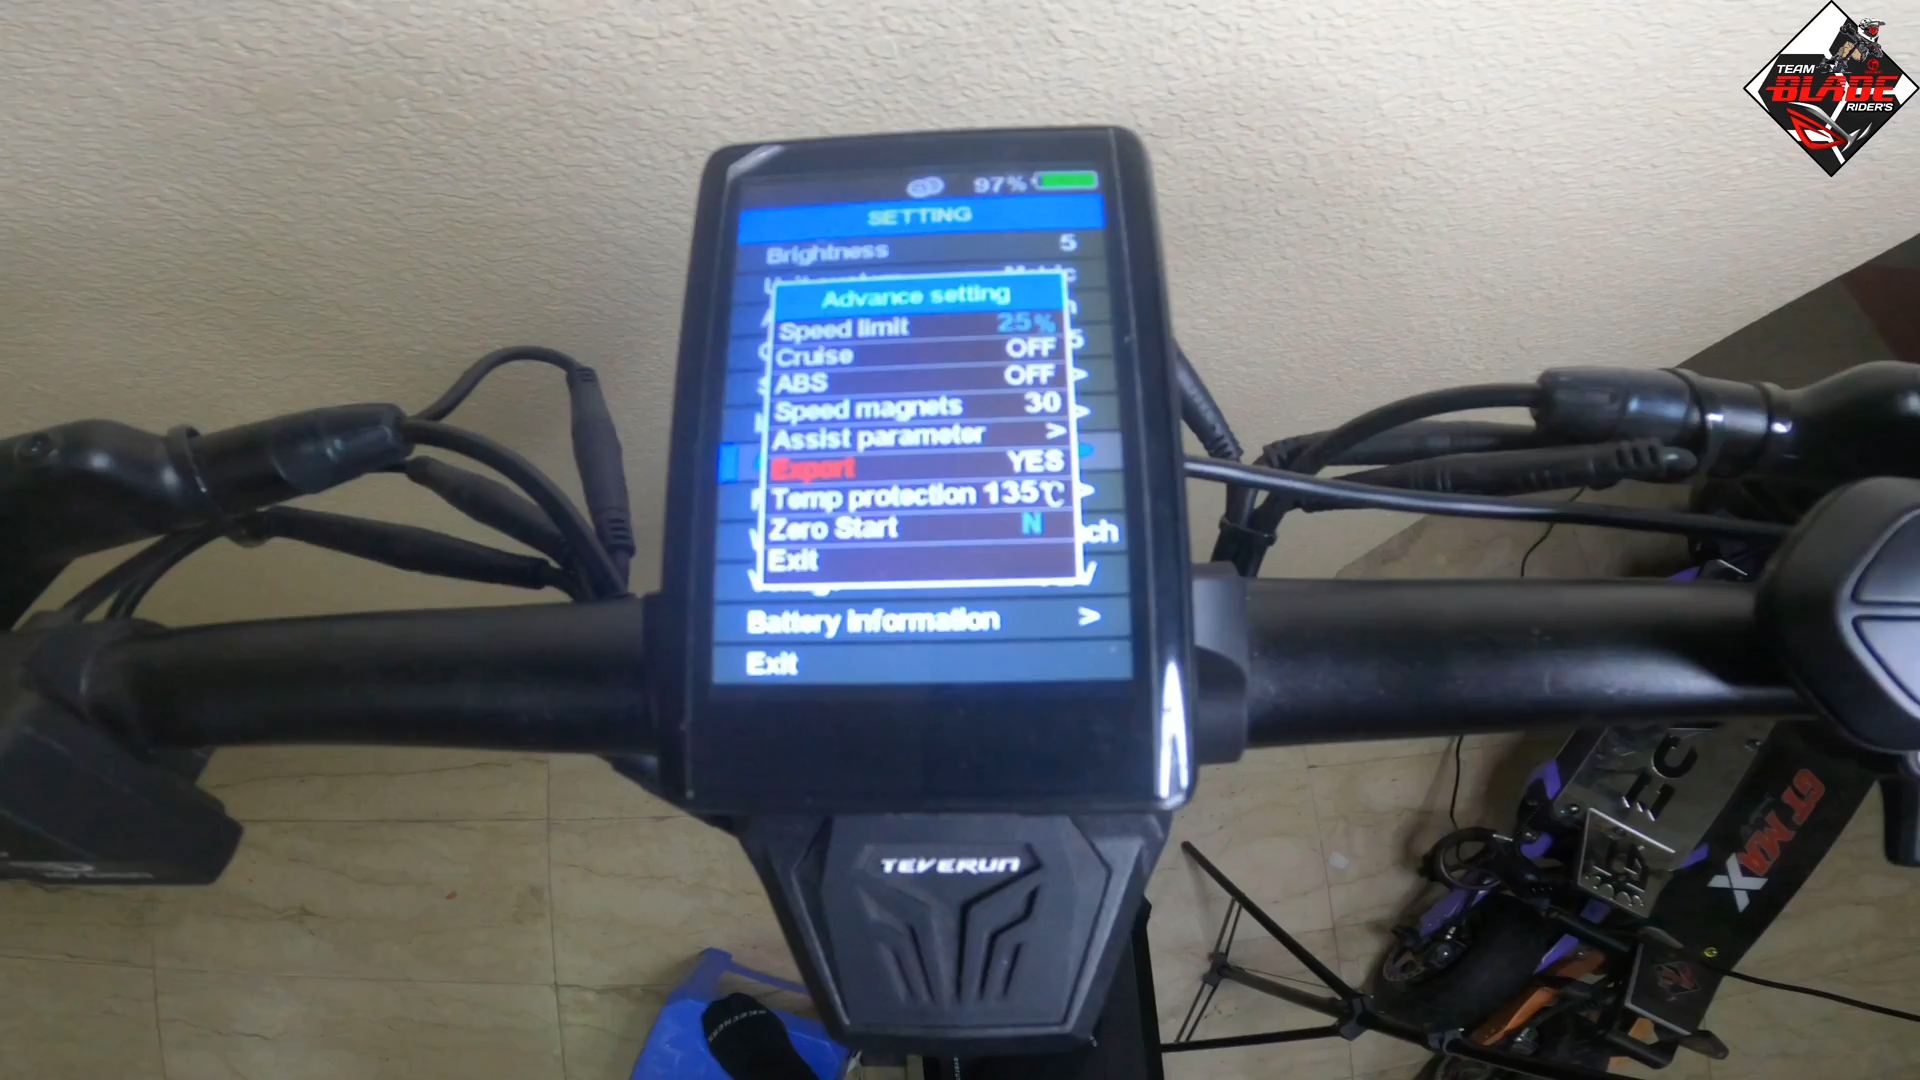 TEAM
BLADE
RIDER'S
97%
SETTING
Brightness 5
Advance setting
Speed limit 25%
Cruise OFF
ABS OFF
Speed magnets 30
Assist parameter >
Export YES
Temp protection 135℃
Zero Start N
Exit
Battery Information >
Exit
TEVERUN
GT MAX